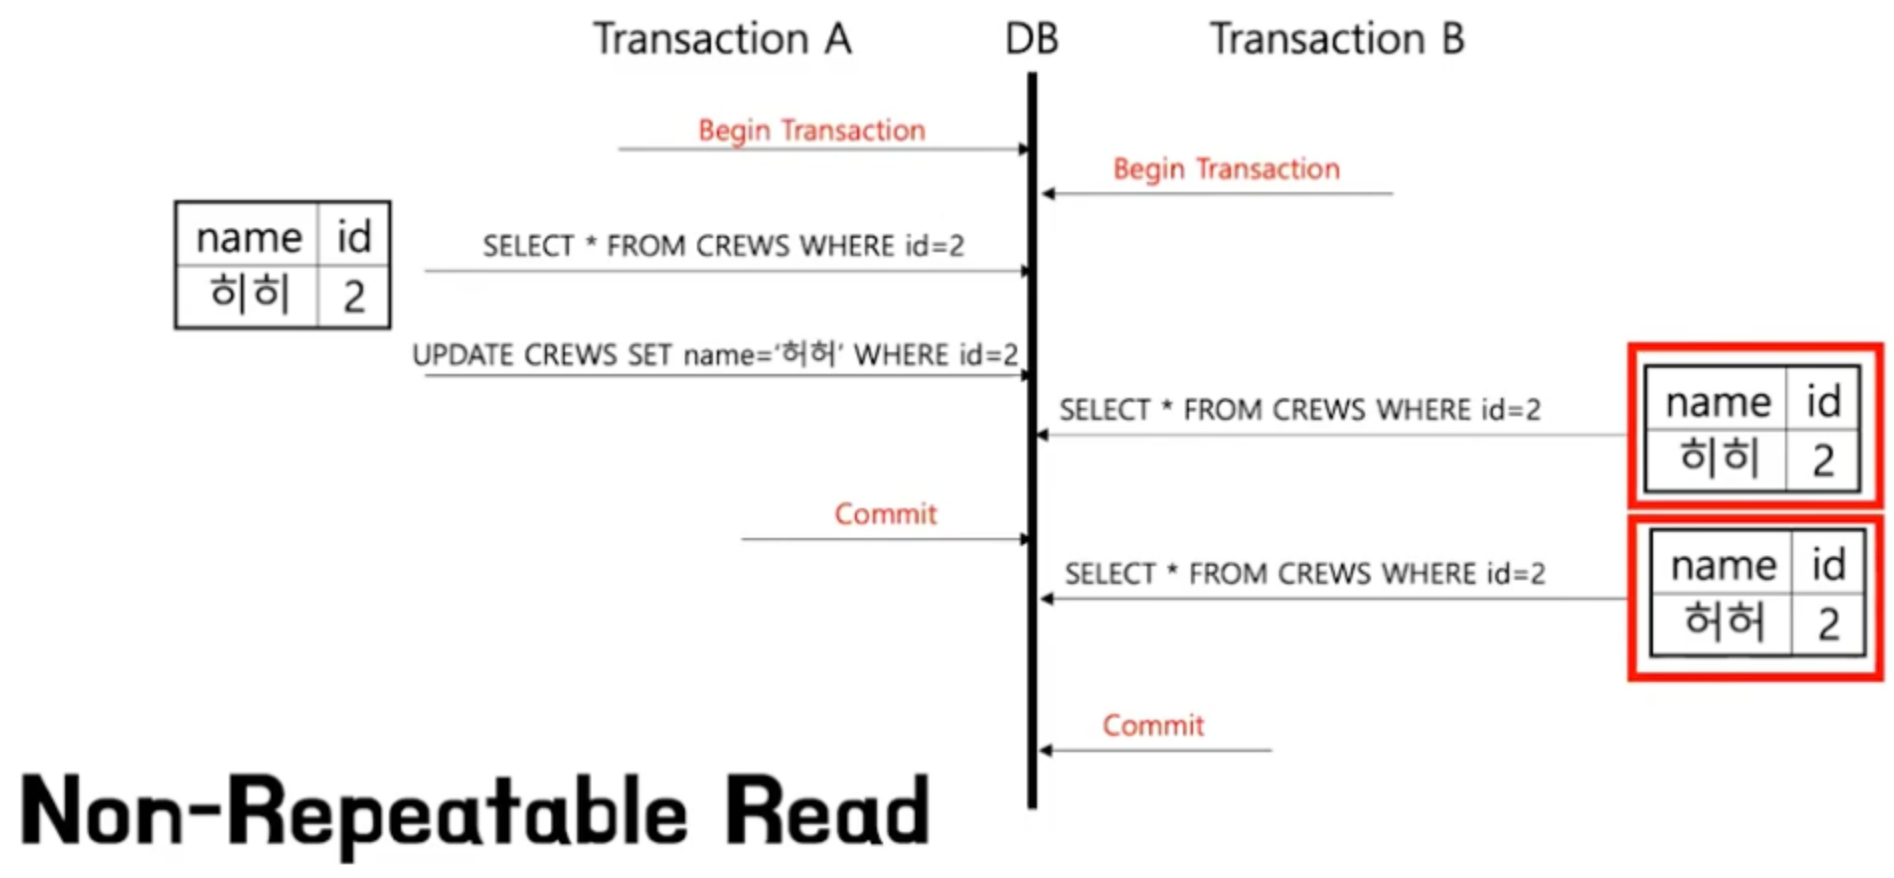 Transaction A DB Transaction B
Begin Transaction
Begin Transaction
name id
히히 2
SELECT * FROM CREWS WHERE id=2
UPDATE CREWS SET name='허허' WHERE id=2
SELECT * FROM CREWS WHERE id=2
name id
히히 2
Commit
SELECT * FROM CREWS WHERE id=2
name id
허허 2
Commit
Non-Repeatable Read